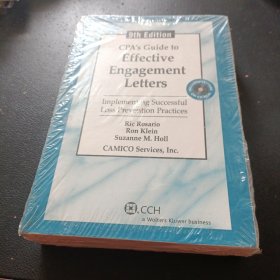 9th Edition
CPA's Guide to
Effective
Engagement
Letters
Implementing Successful
Loss Prevention Practices
Ric Rosario
Ron Klein
Suzanne M. Holl
CAMICO Services, Inc.
CCH
a Wolters Kluwer business